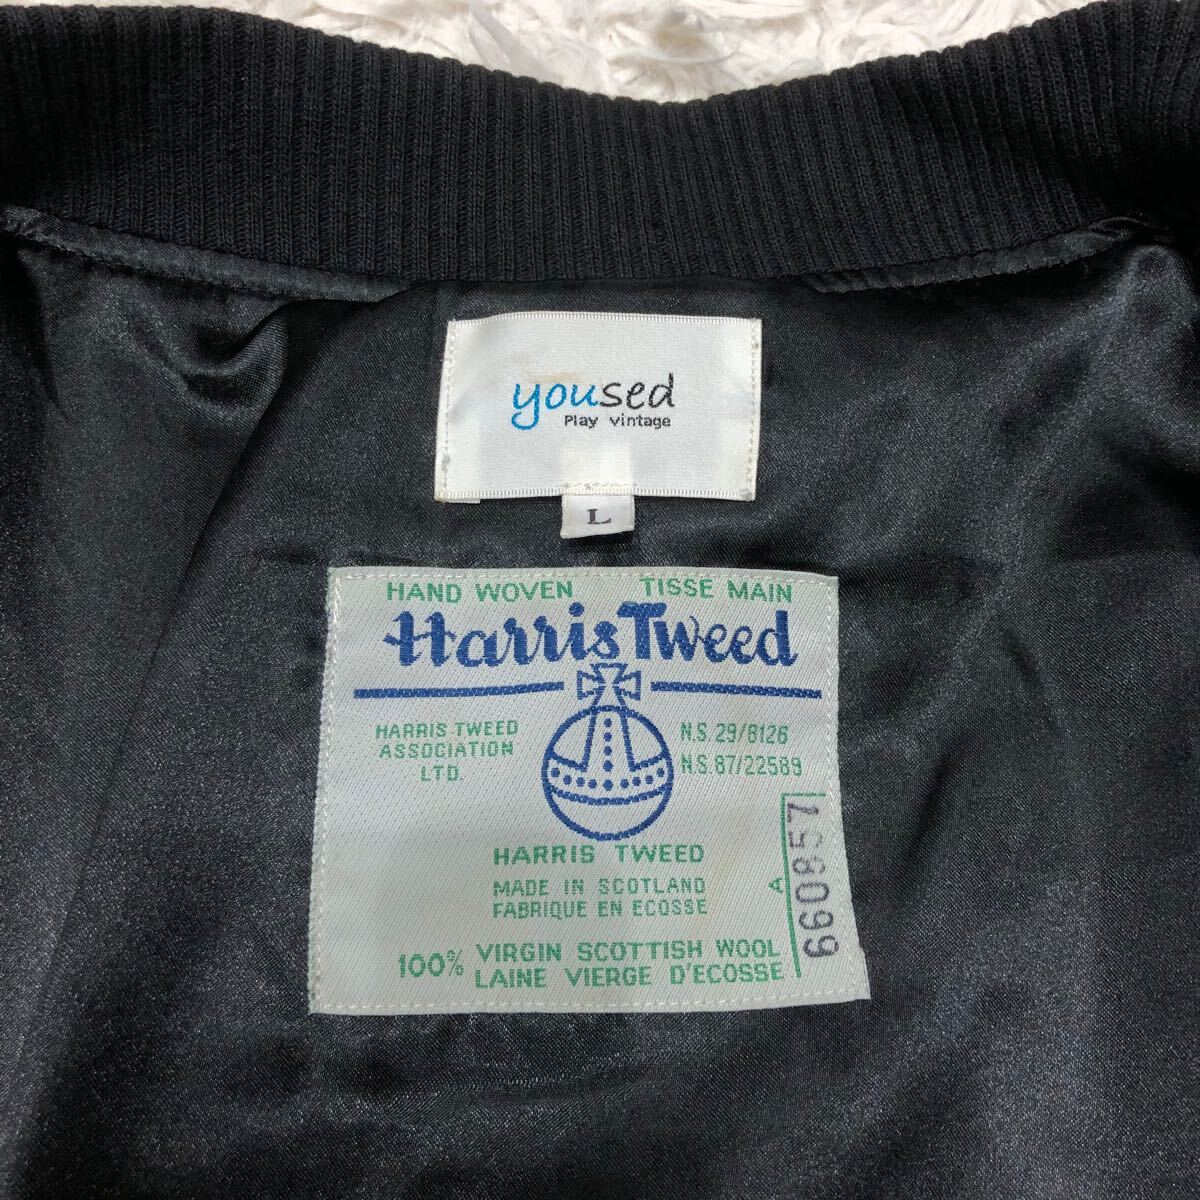 yoused
Play vintage
L
HAND WOVEN TISSE MAIN
Harris Tweed
HARRIS TWEED
ASSOCIATION
LTD.
N.S. 29/8126
N.S. 87/22589
HARRIS TWEED
MADE IN SCOTLAND
FABRIQUE EN ECOSSE
100% VIRGIN SCOTTISH WOOL
LAINE VIERGE D'ECOSSE
A
758099